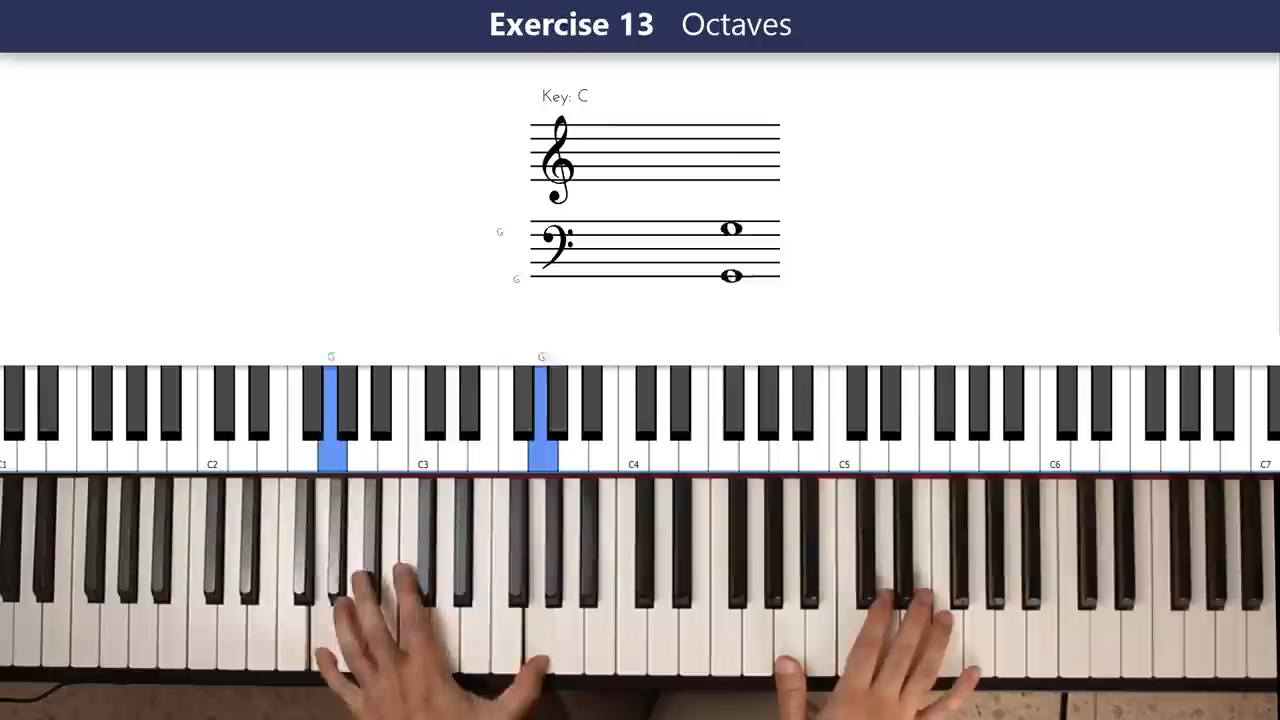 Exercise 13 Octaves
Key: C
G
G
G G
C1 C2 C3 C4 C5 C6 C7